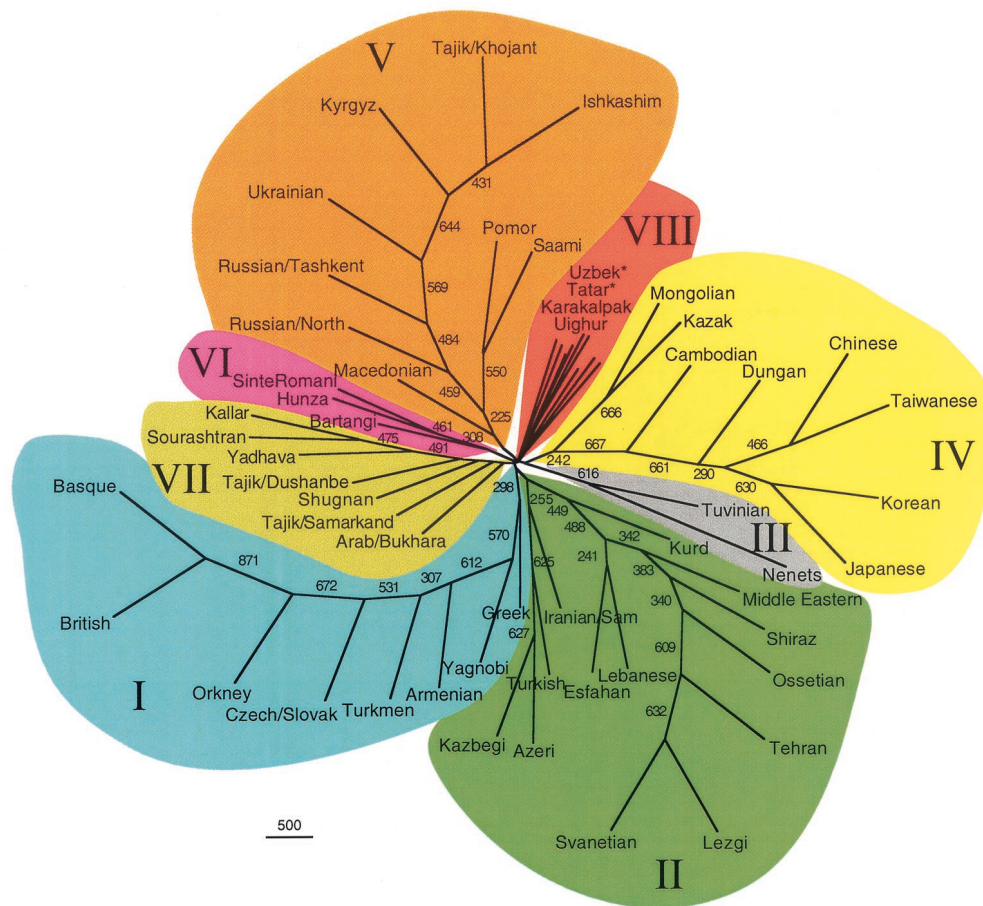 V
Tajik/Khojant
Kyrgyz
Ishkashim
431
Ukrainian
644
Pomor
Saami
VIII
Russian/Tashkent
569
Uzbek*
Tatar*
Karakalpak
Uighur
Russian/North
484
550
Macedonian
459
225
VI
SinteRomani
Hunza
Bartangi
461
308
Kallar
Sourashtran
Yadhava
475
491
VII
Tajik/Dushanbe
Shugnan
Tajik/Samarkand
Arab/Bukhara
Mongolian
Kazak
Cambodian
Dungan
Chinese
Taiwanese
666
667
466
242
661
290
630
IV
Korean
Japanese
616
Tuvinian
III
Nenets
Basque
298
570
871
672
531
307
612
British
Orkney
Czech/Slovak
Turkmen
Armenian
Yagnobi
Greek
I
255
449
488
342
Kurd
241
383
Middle Eastern
625
340
Shiraz
Iranian/Sam
627
609
Ossetian
Turkish
Esfahan
Lebanese
632
Kazbegi
Azeri
Tehran
Svanetian
Lezgi
II
500